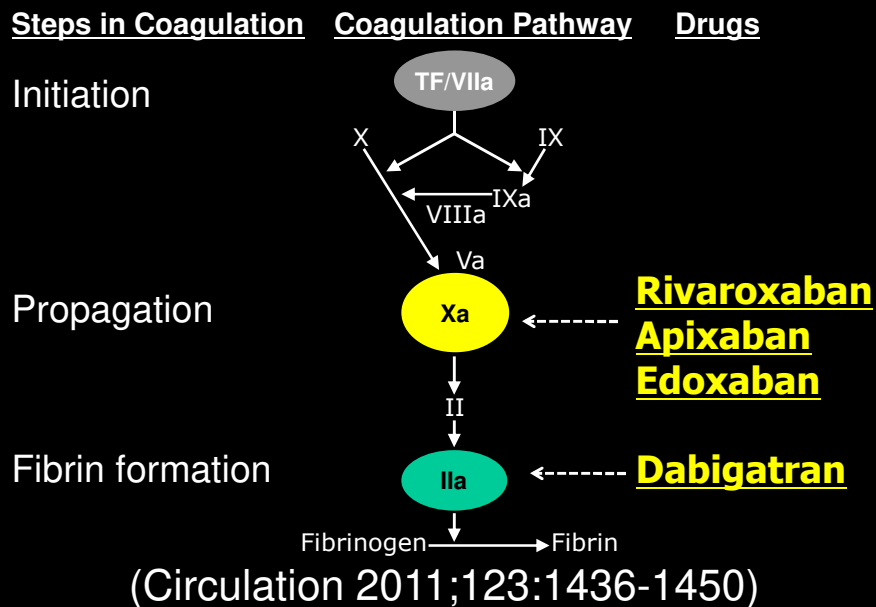 Steps in Coagulation Coagulation Pathway Drugs
TF/VIIa
Initiation
X IX
IXa
VIIIa
Va
Propagation Xa
Rivaroxaban
Apixaban
Edoxaban
II
Fibrin formation IIa Dabigatran
Fibrinogen Fibrin
(Circulation 2011;123:1436-1450)